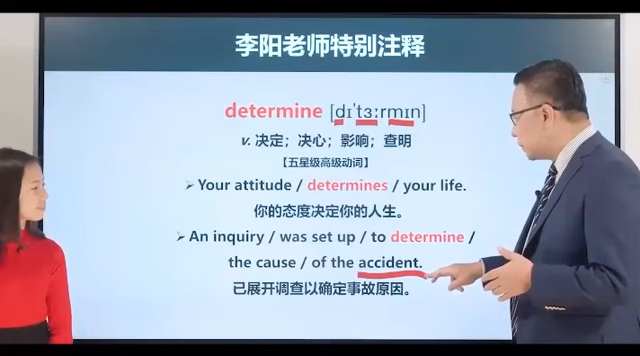 李阳老师特别注释
determine [dɪˈtɜːrmɪn]
v. 决定；决心；影响；查明
【五星级高级动词】
➢ Your attitude / determines / your life.
你的态度决定你的人生。
➢ An inquiry / was set up / to determine /
the cause / of the accident.
已展开调查以确定事故原因。